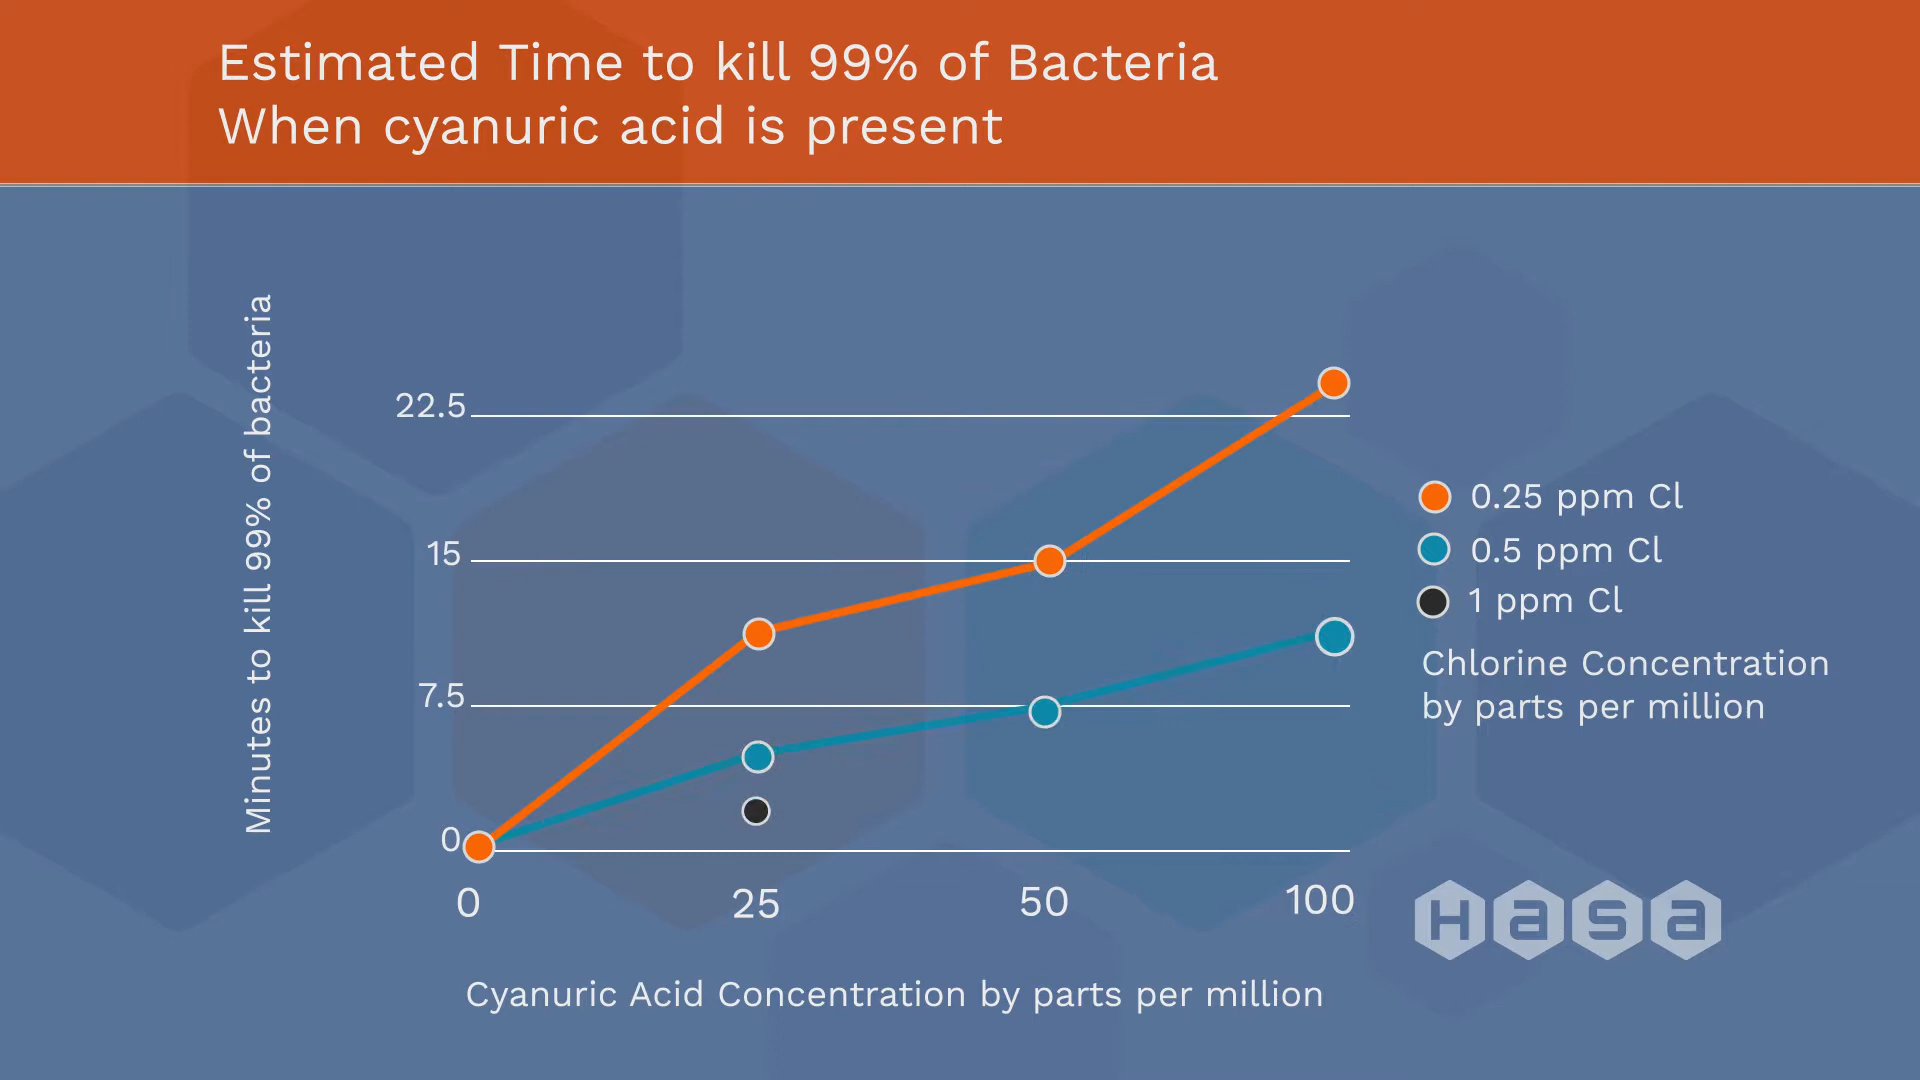 Estimated Time to kill 99% of Bacteria
When cyanuric acid is present
Minutes to kill 99% of bacteria
22.5
15
7.5
0
0 25 50 100
Cyanuric Acid Concentration by parts per million
0.25 ppm Cl
0.5 ppm Cl
1 ppm Cl
Chlorine Concentration
by parts per million
Hasa